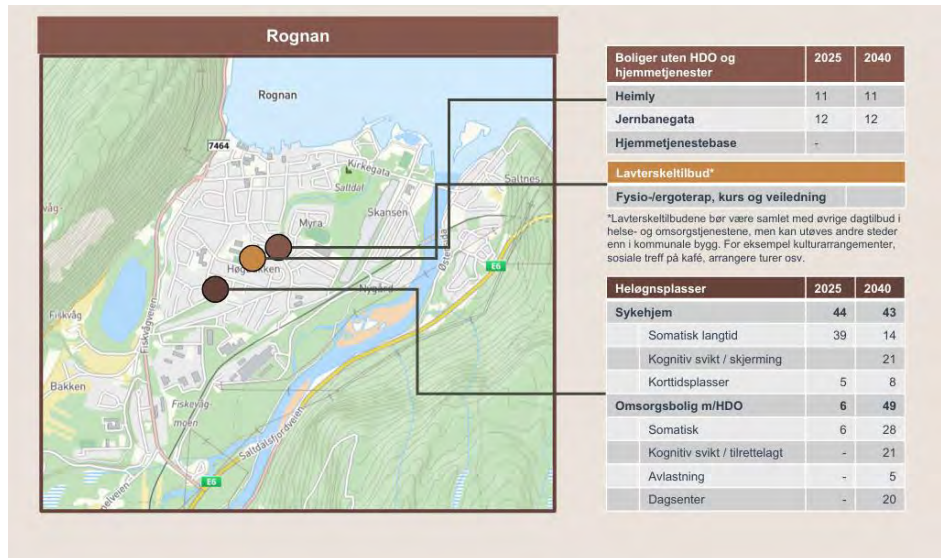 Rognan
Rognan
7464
Kirkegata
Saltdal
Saltnes
Skansen
Myra
våg-
E6
Nygård
Fiskvåg
Fiskvågveien
Bakken
Fiskevåg-
moen
Saltdalsfjordveien
E6
Boliger uten HDO og 2025 2040
hjemmetjenester
Heimly 11 11
Jernbanegata 12 12
Hjemmetjenestebase -
Lavterskeltilbud*
Fysio-/ergoterap, kurs og veiledning
*Lavterskeltilbudene bør være samlet med øvrige dagtilbud i
helse- og omsorgstjenestene, men kan utøves andre steder
enn i kommunale bygg. For eksempel kulturarrangementer,
sosiale treff på kafé, arrangere turer osv.
Heløgnsplasser 2025 2040
Sykehjem 44 43
Somatisk langtid 39 14
Kognitiv svikt / skjerming 21
Korttidsplasser 5 8
Omsorgsbolig m/HDO 6 49
Somatisk 6 28
Kognitiv svikt / tilrettelagt - 21
Avlastning - 5
Dagsenter - 20